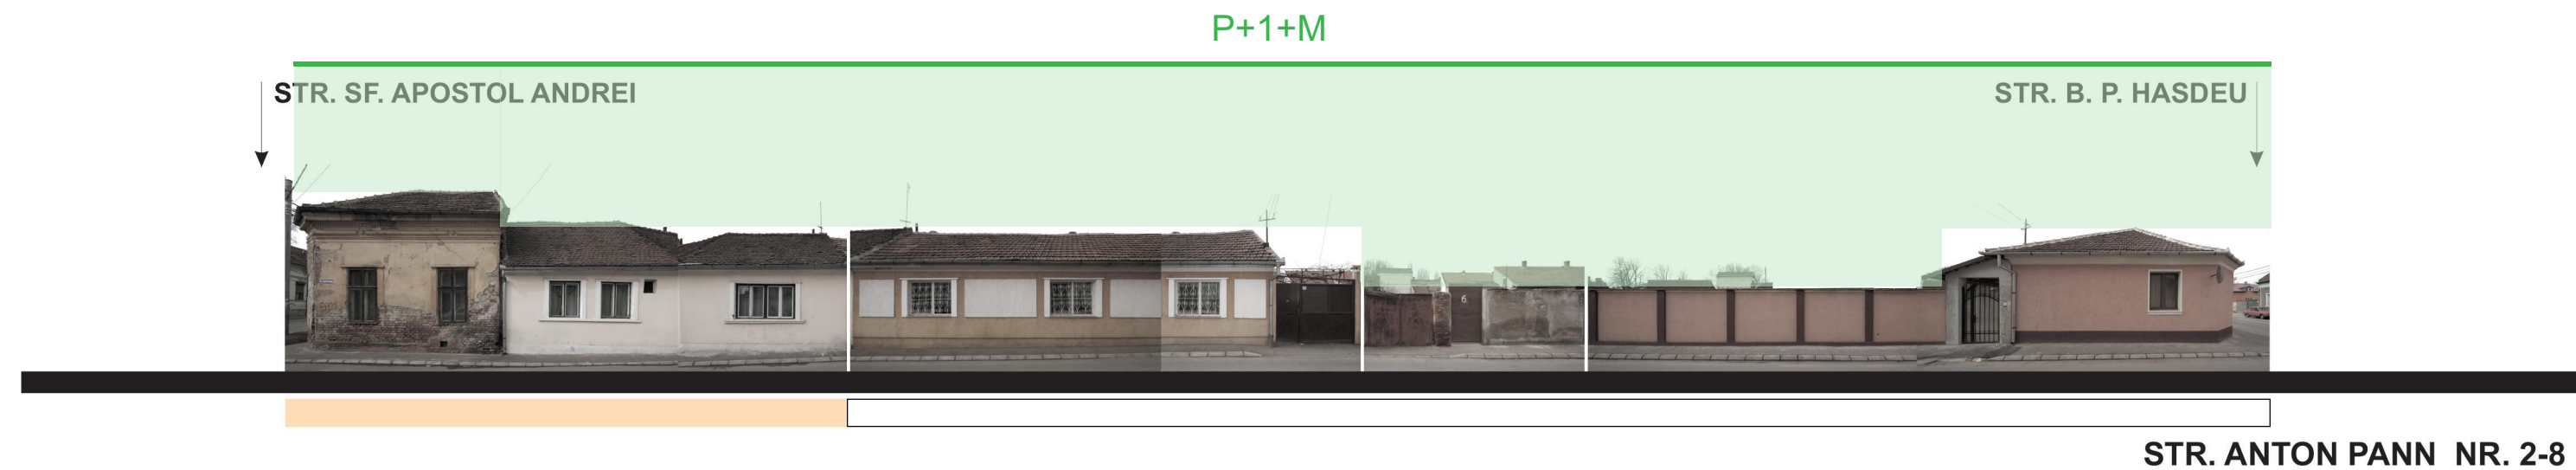 P+1+M
STR. SF. APOSTOL ANDREI
STR. B. P. HASDEU
6
STR. ANTON PANN NR. 2-8